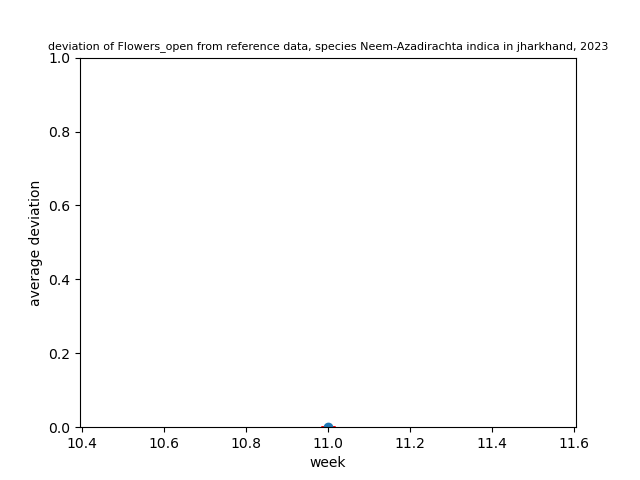 deviation of Flowers_open from reference data, species Neem-Azadirachta indica in jharkhand, 2023
1.0
0.8
0.6
0.4
0.2
0.0
average deviation
10.4 10.6 10.8 11.0 11.2 11.4 11.6
week